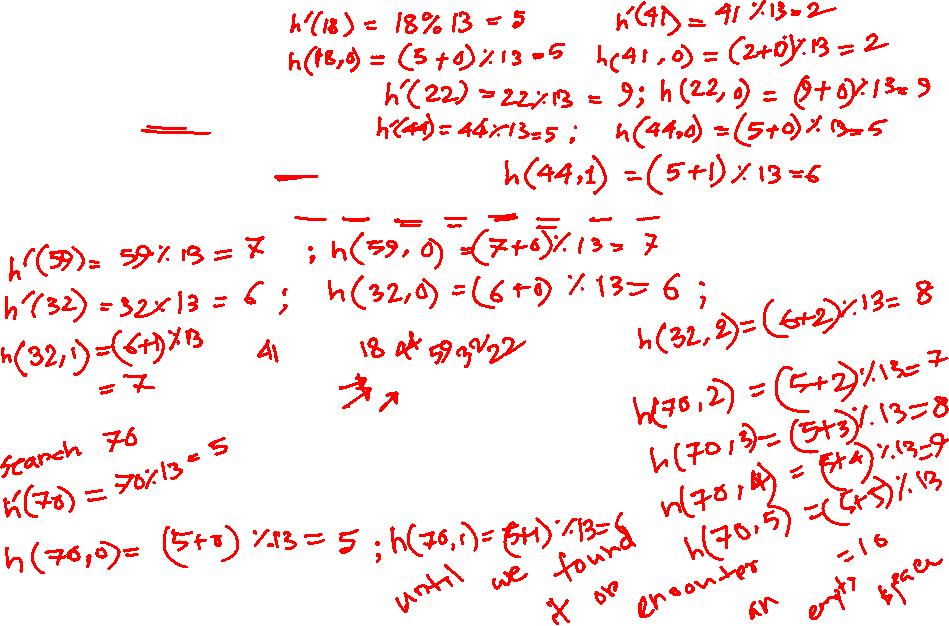 h'(18) = 18% 13 = 5
h'(41) = 41 % 13 = 2
h(18,0) = (5+0) % 13 = 5
h(41,0) = (2+0) % 13 = 2
h'(22) = 22 % 13 = 9; h(22,0) = (9+0) % 13 = 9
h'(44) = 44 % 13 = 5; h(44,0) = (5+0) % 13 = 5
h(44,1) = (5+1) % 13 = 6
h'(59) = 59 % 13 = 7 ; h(59,0) = (7+0) % 13 = 7
h'(32) = 32 % 13 = 6; h(32,0) = (6+0) % 13 = 6;
h(32,2) = (6+2) % 13 = 8
h(32,1) = (6+1) % 13
= 7
41 18 44 59 32 22
search 70
h'(70) = 70 % 13 = 5
h(70,0) = (5+0) % 13 = 5 ; h(70,1) = (5+1) % 13 = 6
h(70,2) = (5+2) % 13 = 7
h(70,3) = (5+3) % 13 = 8
h(70,4) = (5+4) % 13 = 9
h(70,5) = (5+5) % 13
= 10
until we found
it or enconter
an empty space